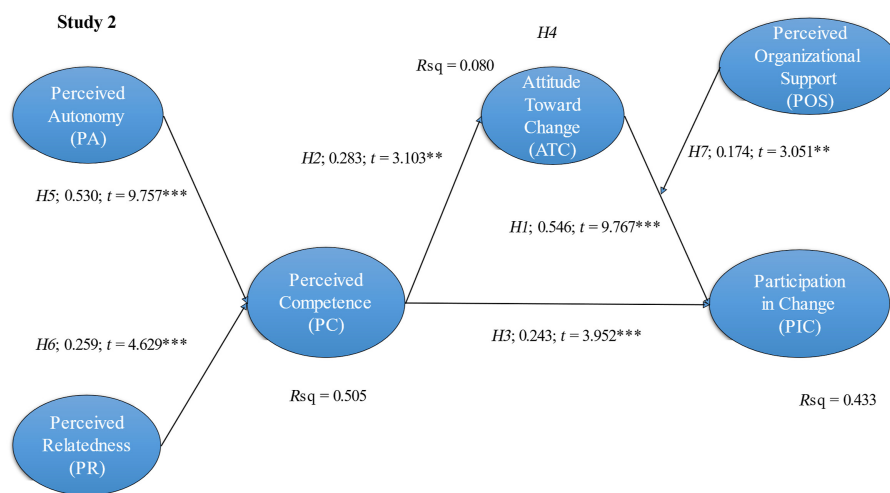 Study 2
H4
Perceived
Organizational
Support
(POS)
Rsq = 0.080
Attitude
Toward
Change
(ATC)
Perceived
Autonomy
(PA)
H2; 0.283; t = 3.103**
H7; 0.174; t = 3.051**
H5; 0.530; t = 9.757***
H1; 0.546; t = 9.767***
Perceived
Competence
(PC)
Participation
in Change
(PIC)
H3; 0.243; t = 3.952***
H6; 0.259; t = 4.629***
Rsq = 0.505
Rsq = 0.433
Perceived
Relatedness
(PR)